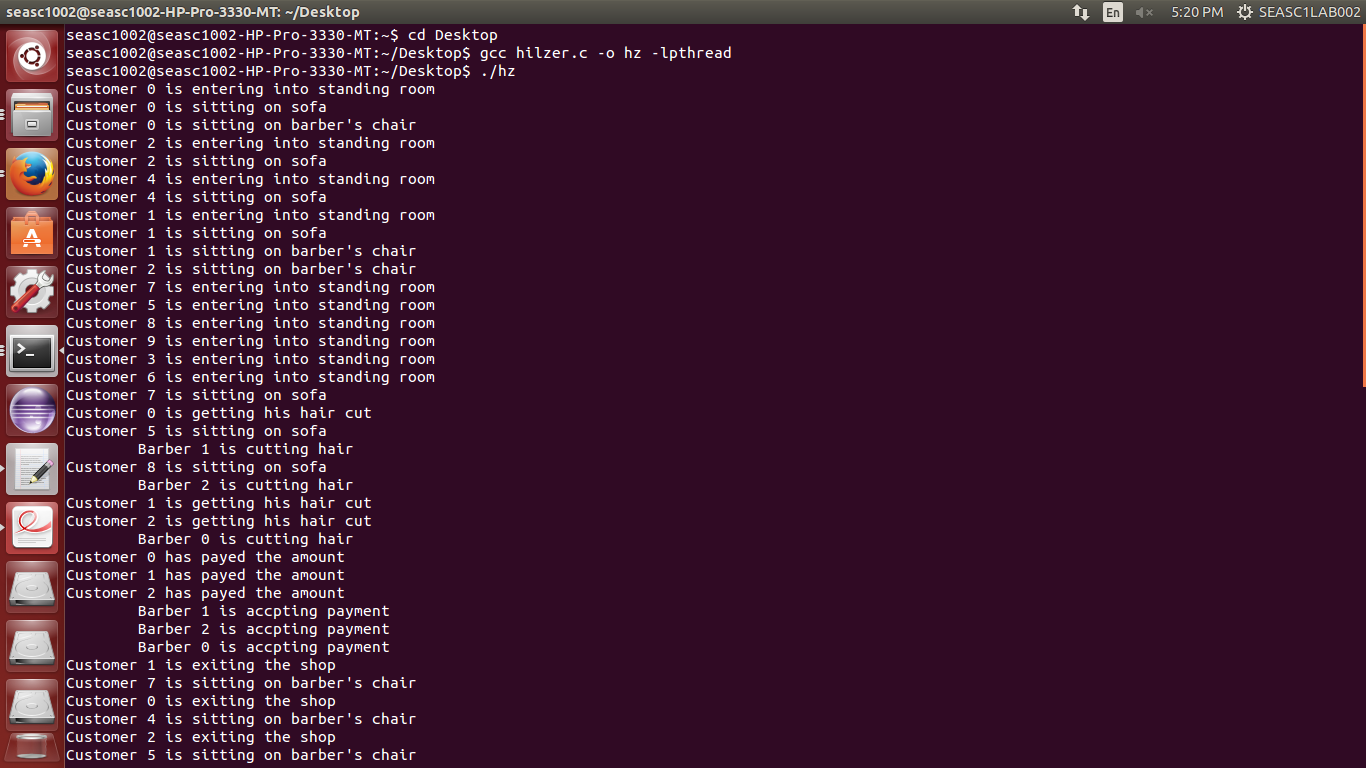 seasc1002@seasc1002-HP-Pro-3330-MT: ~/Desktop En 5:20 PM SEASC1LAB002
seasc1002@seasc1002-HP-Pro-3330-MT:~$ cd Desktop
seasc1002@seasc1002-HP-Pro-3330-MT:~/Desktop$ gcc hilzer.c -o hz -lpthread
seasc1002@seasc1002-HP-Pro-3330-MT:~/Desktop$ ./hz
Customer 0 is entering into standing room
Customer 0 is sitting on sofa
Customer 0 is sitting on barber's chair
Customer 2 is entering into standing room
Customer 2 is sitting on sofa
Customer 4 is entering into standing room
Customer 4 is sitting on sofa
Customer 1 is entering into standing room
Customer 1 is sitting on sofa
Customer 1 is sitting on barber's chair
Customer 2 is sitting on barber's chair
Customer 7 is entering into standing room
Customer 5 is entering into standing room
Customer 8 is entering into standing room
Customer 9 is entering into standing room
Customer 3 is entering into standing room
Customer 6 is entering into standing room
Customer 7 is sitting on sofa
Customer 0 is getting his hair cut
Customer 5 is sitting on sofa
Barber 1 is cutting hair
Customer 8 is sitting on sofa
Barber 2 is cutting hair
Customer 1 is getting his hair cut
Customer 2 is getting his hair cut
Barber 0 is cutting hair
Customer 0 has payed the amount
Customer 1 has payed the amount
Customer 2 has payed the amount
Barber 1 is accpting payment
Barber 2 is accpting payment
Barber 0 is accpting payment
Customer 1 is exiting the shop
Customer 7 is sitting on barber's chair
Customer 0 is exiting the shop
Customer 4 is sitting on barber's chair
Customer 2 is exiting the shop
Customer 5 is sitting on barber's chair